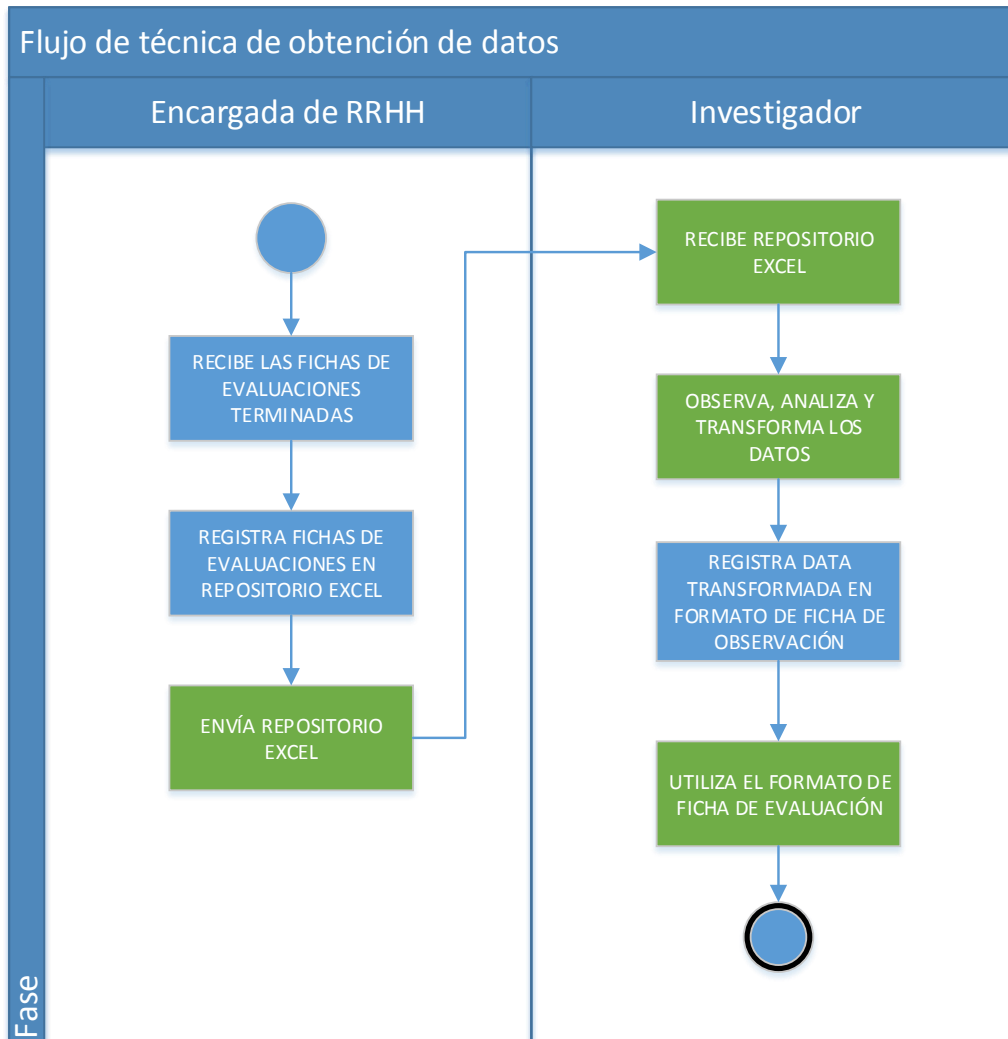 Flujo de técnica de obtención de datos
Encargada de RRHH
Investigador
RECIBE LAS FICHAS DE
EVALUACIONES
TERMINADAS
REGISTRA FICHAS DE
EVALUACIONES EN
REPOSITORIO EXCEL
ENVÍA REPOSITORIO
EXCEL
RECIBE REPOSITORIO
EXCEL
OBSERVA, ANALIZA Y
TRANSFORMA LOS
DATOS
REGISTRA DATA
TRANSFORMADA EN
FORMATO DE FICHA DE
OBSERVACIÓN
UTILIZA EL FORMATO DE
FICHA DE EVALUACIÓN
Fase